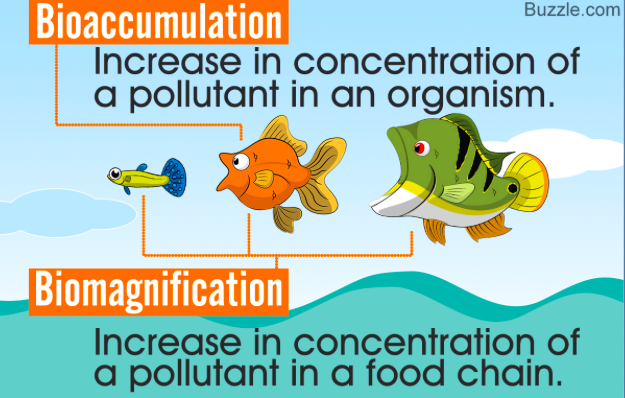 Buzzle.com
Bioaccumulation
Increase in concentration of
a pollutant in an organism.
Biomagnification
Increase in concentration of
a pollutant in a food chain.